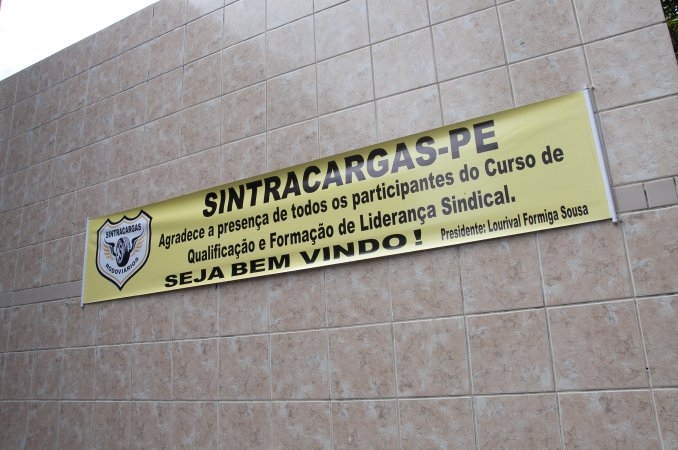 SINTRACARGAS-PE
Agradece a presença de todos os participantes do Curso de
Qualificação e Formação de Liderança Sindical.
SEJA BEM VINDO!
Presidente: Lourival Formiga Sousa
SINTRACARGAS
RODOVIÁRIOS